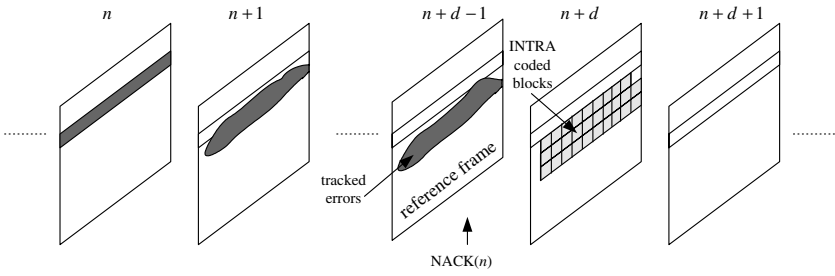 n
n + 1
n + d − 1
n + d
n + d + 1
INTRA
coded
blocks
tracked
errors
reference frame
NACK(n)